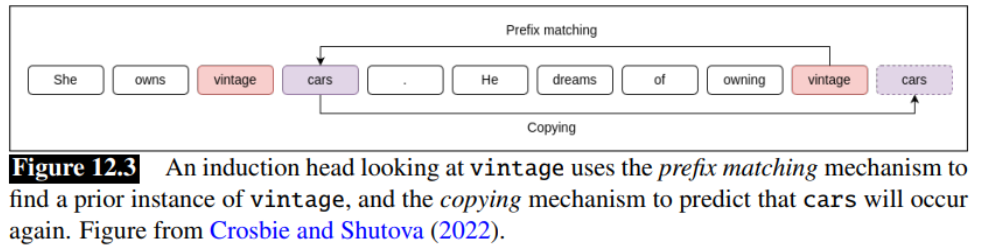 Prefix matching
She owns vintage cars . He dreams of owning vintage cars
Copying
Figure 12.3 An induction head looking at vintage uses the prefix matching mechanism to
find a prior instance of vintage, and the copying mechanism to predict that cars will occur
again. Figure from Crosbie and Shutova (2022).